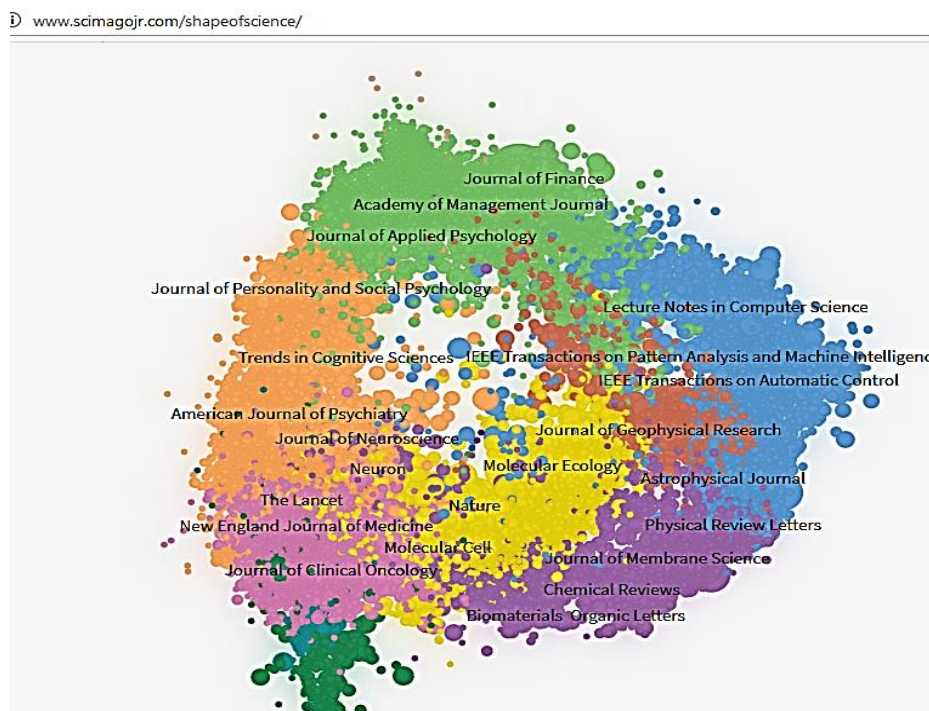 www.scimagojr.com/shapeofscience/
Journal of Finance
Academy of Management Journal
Journal of Applied Psychology
Journal of Personality and Social Psychology
Lecture Notes in Computer Science
Trends in Cognitive Sciences
IEEE Transactions on Pattern Analysis and Machine Intelligenc
IEEE Transactions on Automatic Control
American Journal of Psychiatry
Journal of Geophysical Research
Journal of Neuroscience
Molecular Ecology
Neuron
Astrophysical Journal
The Lancet
Nature
New England Journal of Medicine
Physical Review Letters
Molecular Cell
Journal of Membrane Science
Journal of Clinical Oncology
Chemical Reviews
Biomaterials Organic Letters